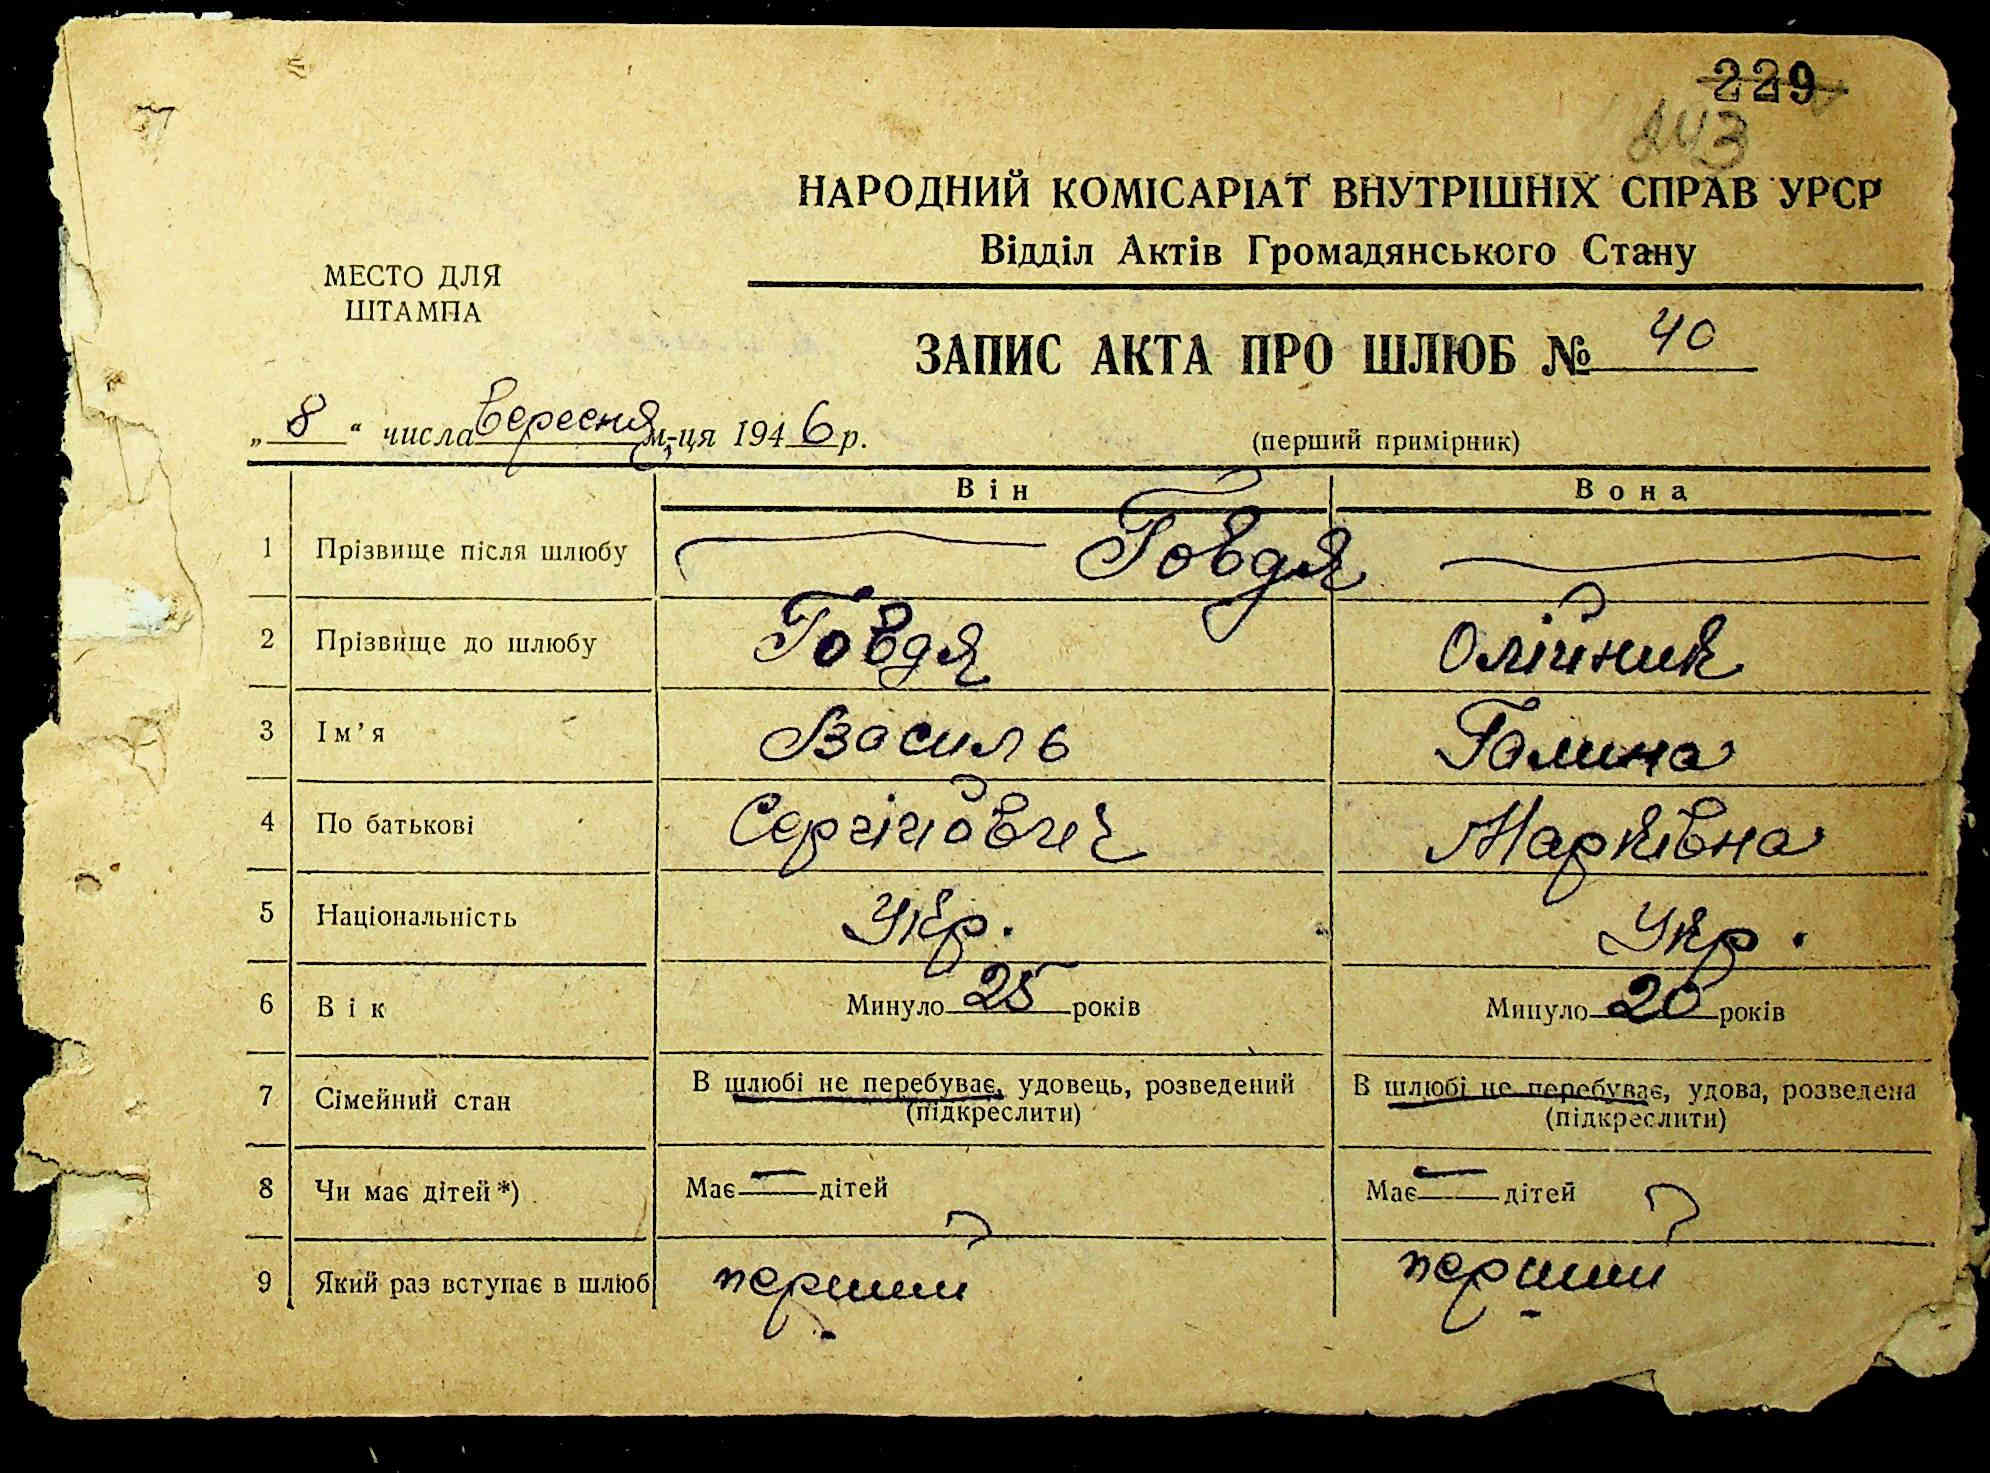 229
243
НАРОДНИЙ КОМІСАРІАТ ВНУТРІШНІХ СПРАВ УРСР
Відділ Актів Громадянського Стану
МЕСТО ДЛЯ
ШТАМПА
ЗАПИС АКТА ПРО ШЛЮБ № 40
„8“ числа вересня м-ця 1946 р.
(перший примірник)
Він Вона
1 Прізвище після шлюбу Говдя
2 Прізвище до шлюбу Говдя Олійник
3 Ім’я Василь Галина
4 По батькові Сергійович Марківна
5 Національність Укр. Укр.
6 Вік Минуло 25 років Минуло 20 років
7 Сімейний стан В шлюбі не перебуває, удовець, розведений В шлюбі не перебуває, удова, розведена
(підкреслити) (підкреслити)
8 Чи має дітей*) Має — дітей Має — дітей
9 Який раз вступає в шлюб перший перший